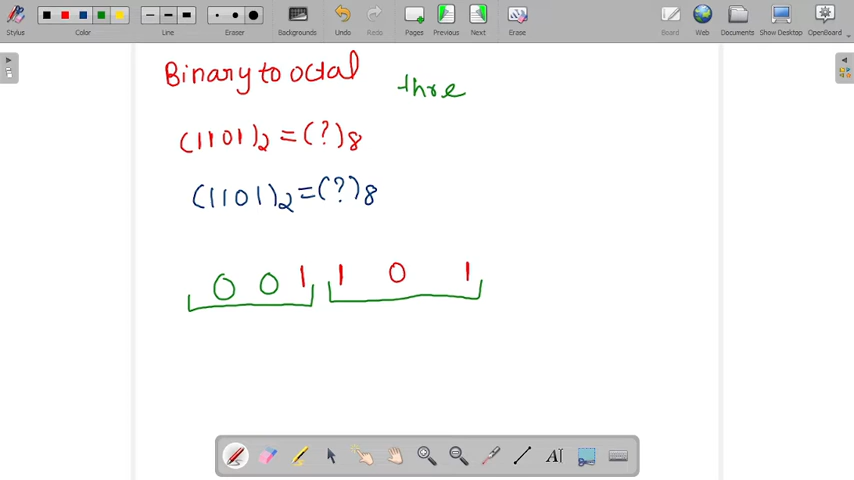 Stylus Color Line Eraser Backgrounds Undo Redo Pages Previous Next Erase Board Web Documents Show Desktop OpenBoard
Binary to octal
thre
(1101)2 = (?)8
(1101)2 = (?)8
0 0 1 1 0 1